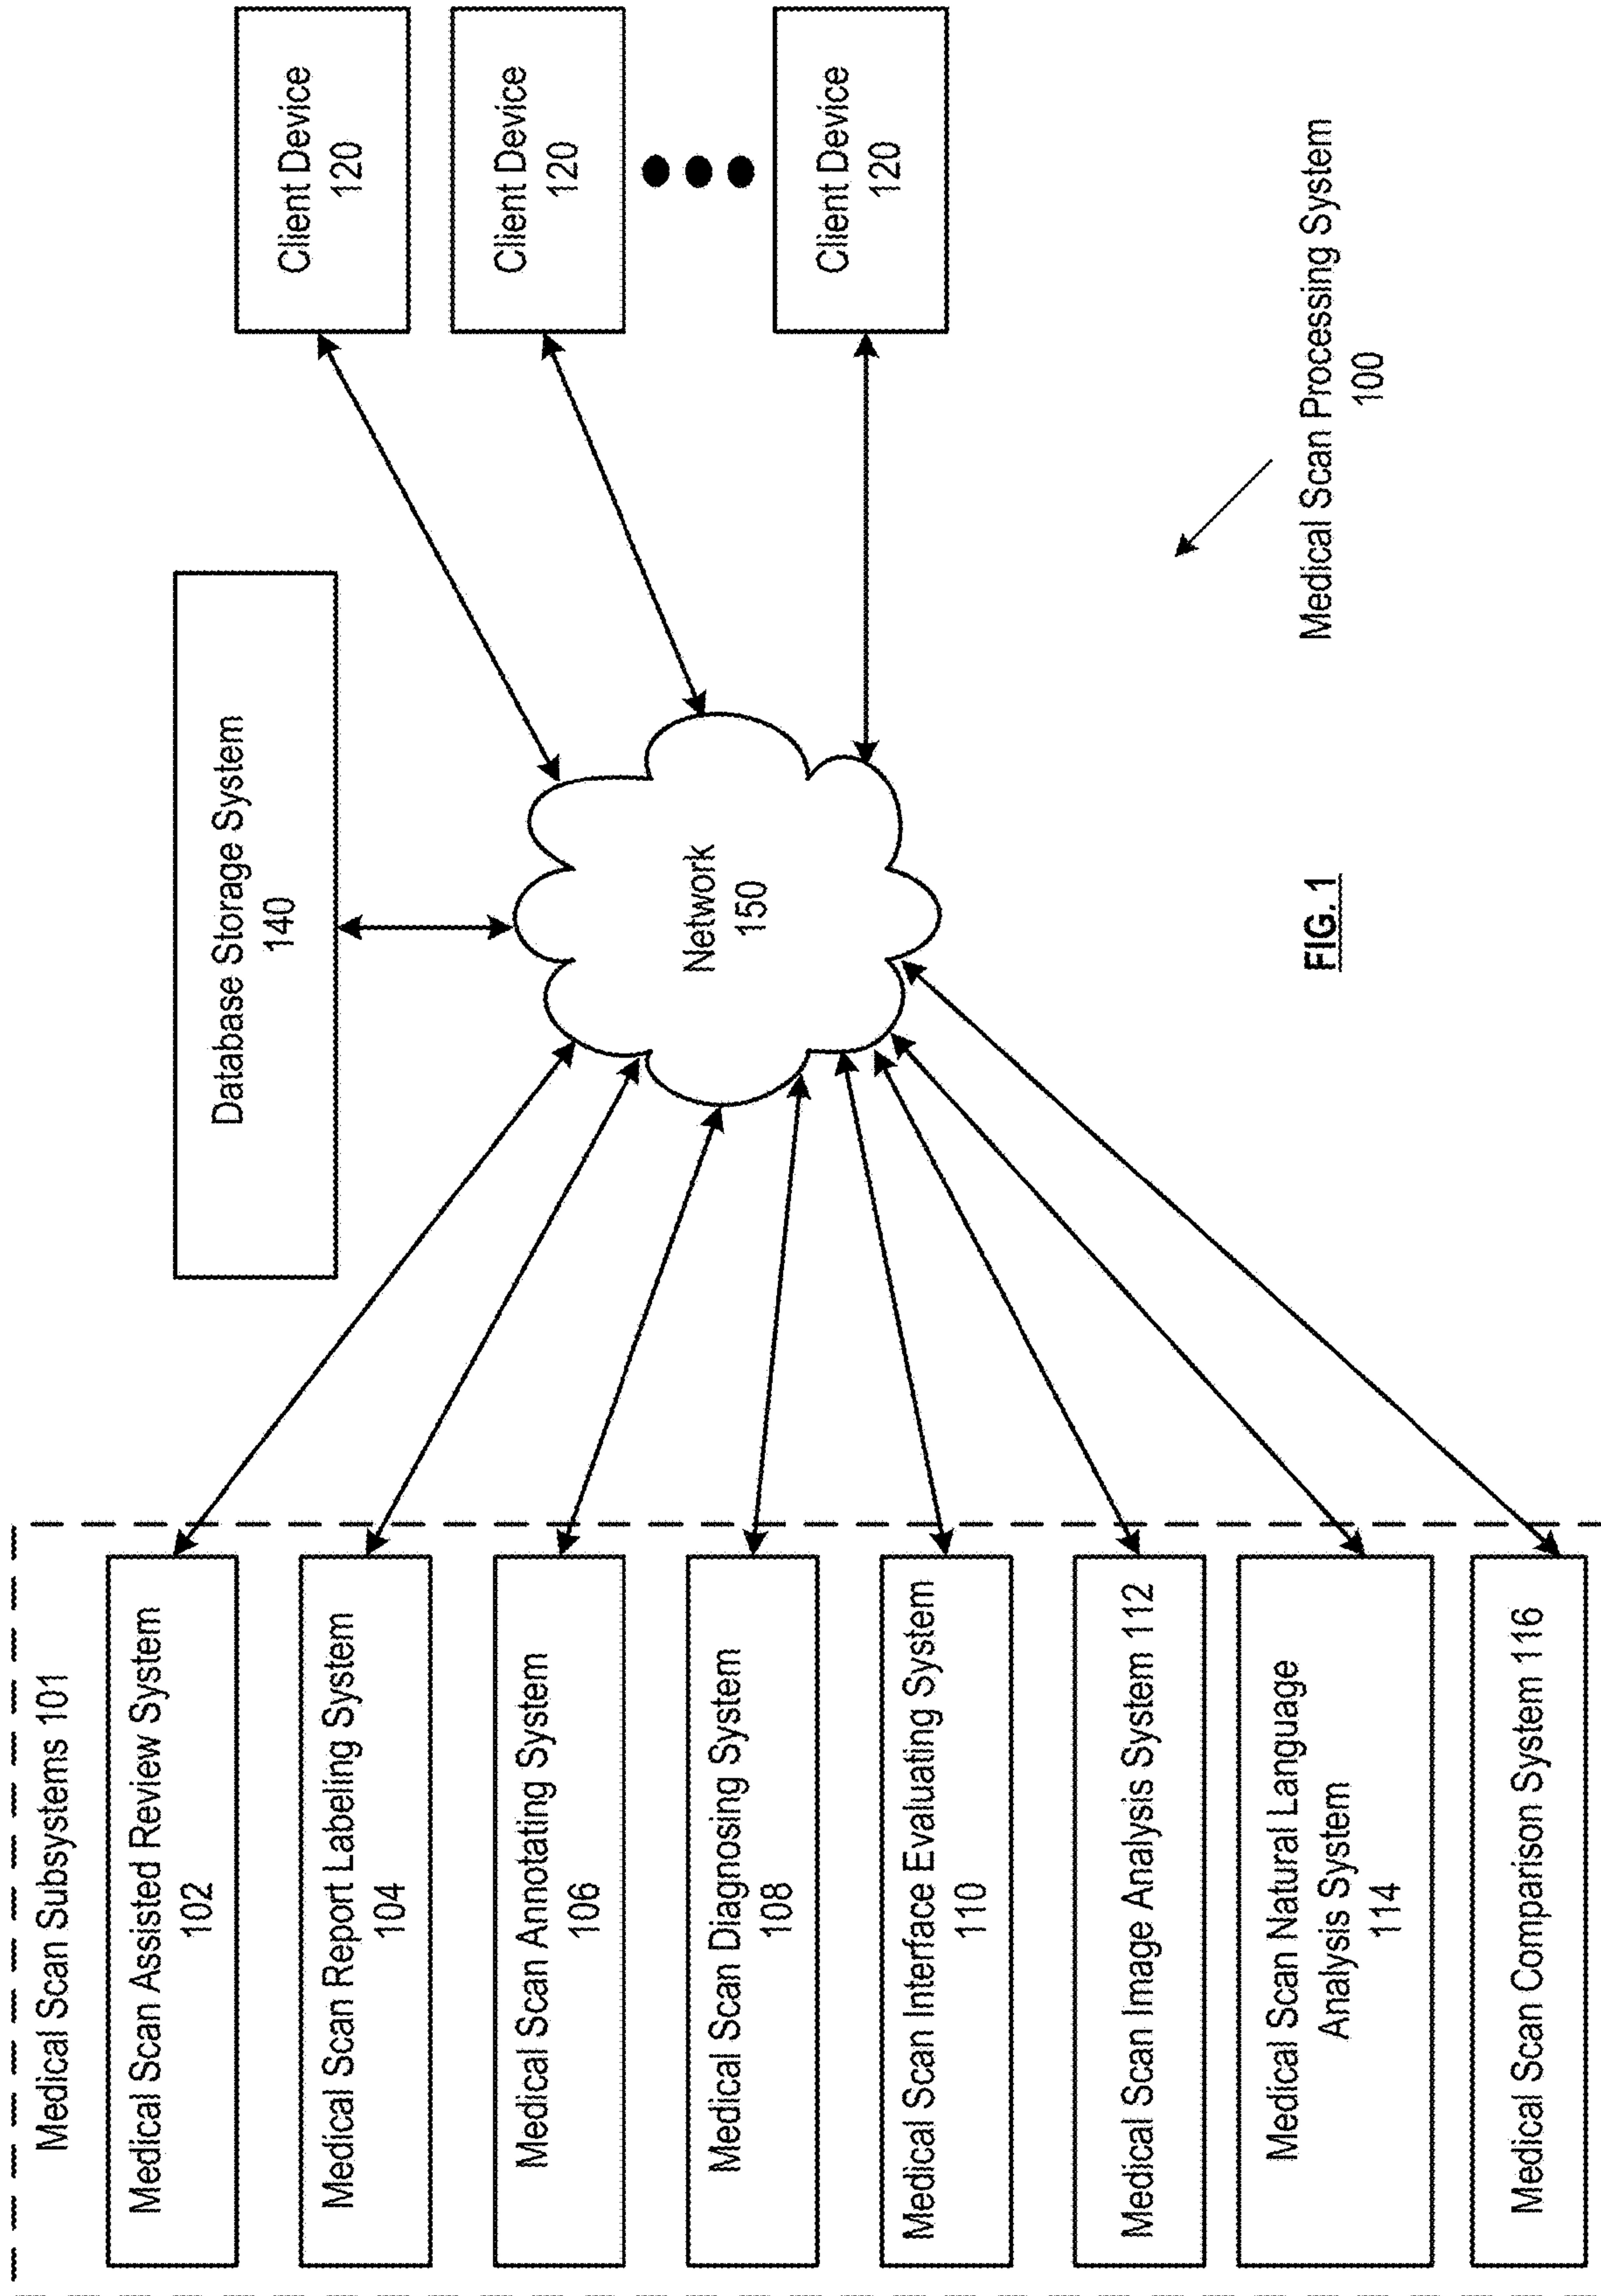 Medical Scan Subsystems 101
Medical Scan Assisted Review System
102
Medical Scan Report Labeling System
104
Medical Scan Annotating System
106
Medical Scan Diagnosing System
108
Medical Scan Interface Evaluating System
110
Medical Scan Image Analysis System 112
Medical Scan Natural Language
Analysis System
114
Medical Scan Comparison System 116
Database Storage System
140
Network
150
Client Device
120
Client Device
120
Client Device
120
Medical Scan Processing System
100
FIG. 1